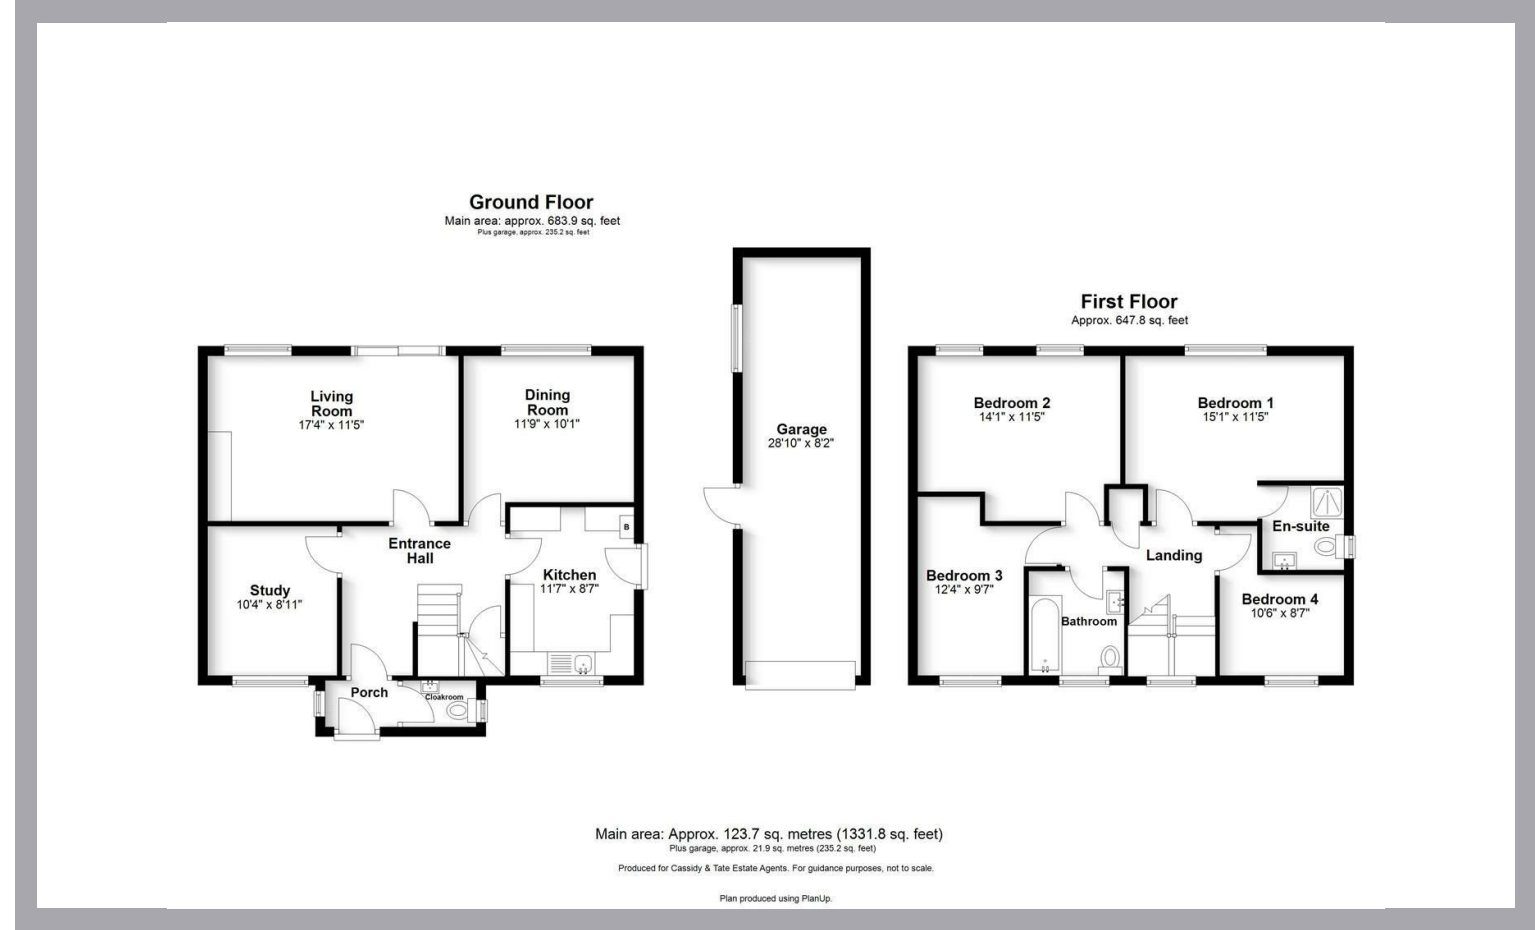 Ground Floor
Main area: approx. 683.9 sq. feet
Plus garage, approx. 235.2 sq. feet
First Floor
Approx. 647.8 sq. feet
Living
Room
17'4" x 11'5"
Dining
Room
11'9" x 10'1"
Garage
28'10" x 8'2"
Bedroom 2
14'1" x 11'5"
Bedroom 1
15'1" x 11'5"
B
Entrance
Hall
Kitchen
11'7" x 8'7"
Study
10'4" x 8'11"
En-suite
Landing
Bedroom 3
12'4" x 9'7"
Bedroom 4
10'6" x 8'7"
Bathroom
Porch
Cloakroom
Main area: Approx. 123.7 sq. metres (1331.8 sq. feet)
Plus garage, approx. 21.9 sq. metres (235.2 sq. feet)
Produced for Cassidy & Tate Estate Agents. For guidance purposes, not to scale.
Plan produced using PlanUp.